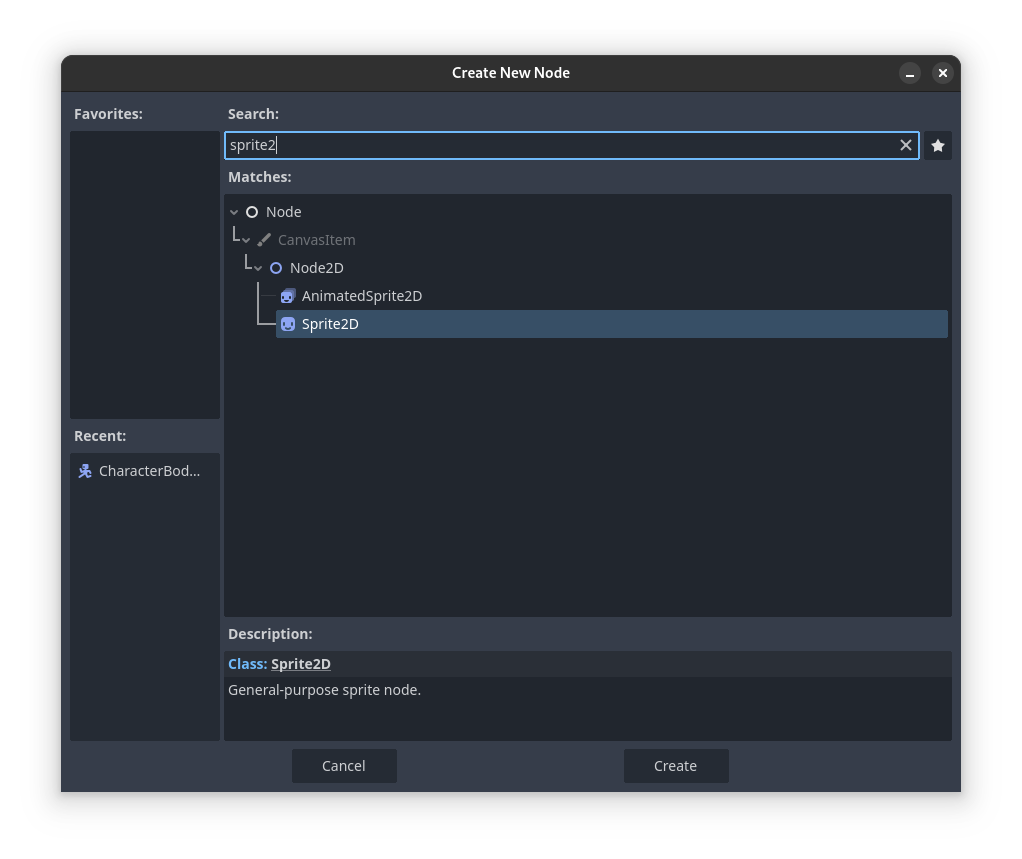 Create New Node
Favorites:
Search:
sprite2
Matches:
Node
CanvasItem
Node2D
AnimatedSprite2D
Sprite2D
Recent:
CharacterBod...
Description:
Class: Sprite2D
General-purpose sprite node.
Cancel
Create